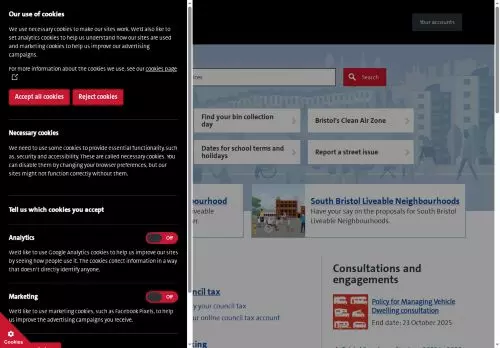 Our use of cookies
We use necessary cookies to make our sites work. We'd also like to
set analytics cookies to help us understand how our sites are used
and marketing cookies to help us improve our advertising
campaigns.
For more information about the cookies we use, see our cookies page
Accept all cookies
Reject cookies
Necessary cookies
We need to use some cookies to provide essential functionality, such
as, security and accessibility. These are called necessary cookies. You
can disable them by changing your browser preferences, but our
sites might not function correctly without them.
Tell us which cookies you accept
Analytics
Off
We'd like to use Google Analytics cookies to help us improve our sites
by seeing how people use it. The cookies collect information in a way
that doesn't directly identify anyone.
Marketing
Off
We'd like to use marketing cookies, such as Facebook Pixels, to help
us improve the advertising campaigns you receive.
Cookies
Your accounts
sites
Search
Find your bin collection
day
Bristol's Clean Air Zone
Dates for school terms and
holidays
Report a street issue
ourhood
iveable
South Bristol Liveable Neighbourhoods
Have your say on the proposals for South Bristol
Liveable Neighbourhoods.
uncil tax
y your council tax
our online council tax account
Consultations and
engagements
Policy for Managing Vehicle
Dwelling consultation
End date: 23 October 2025